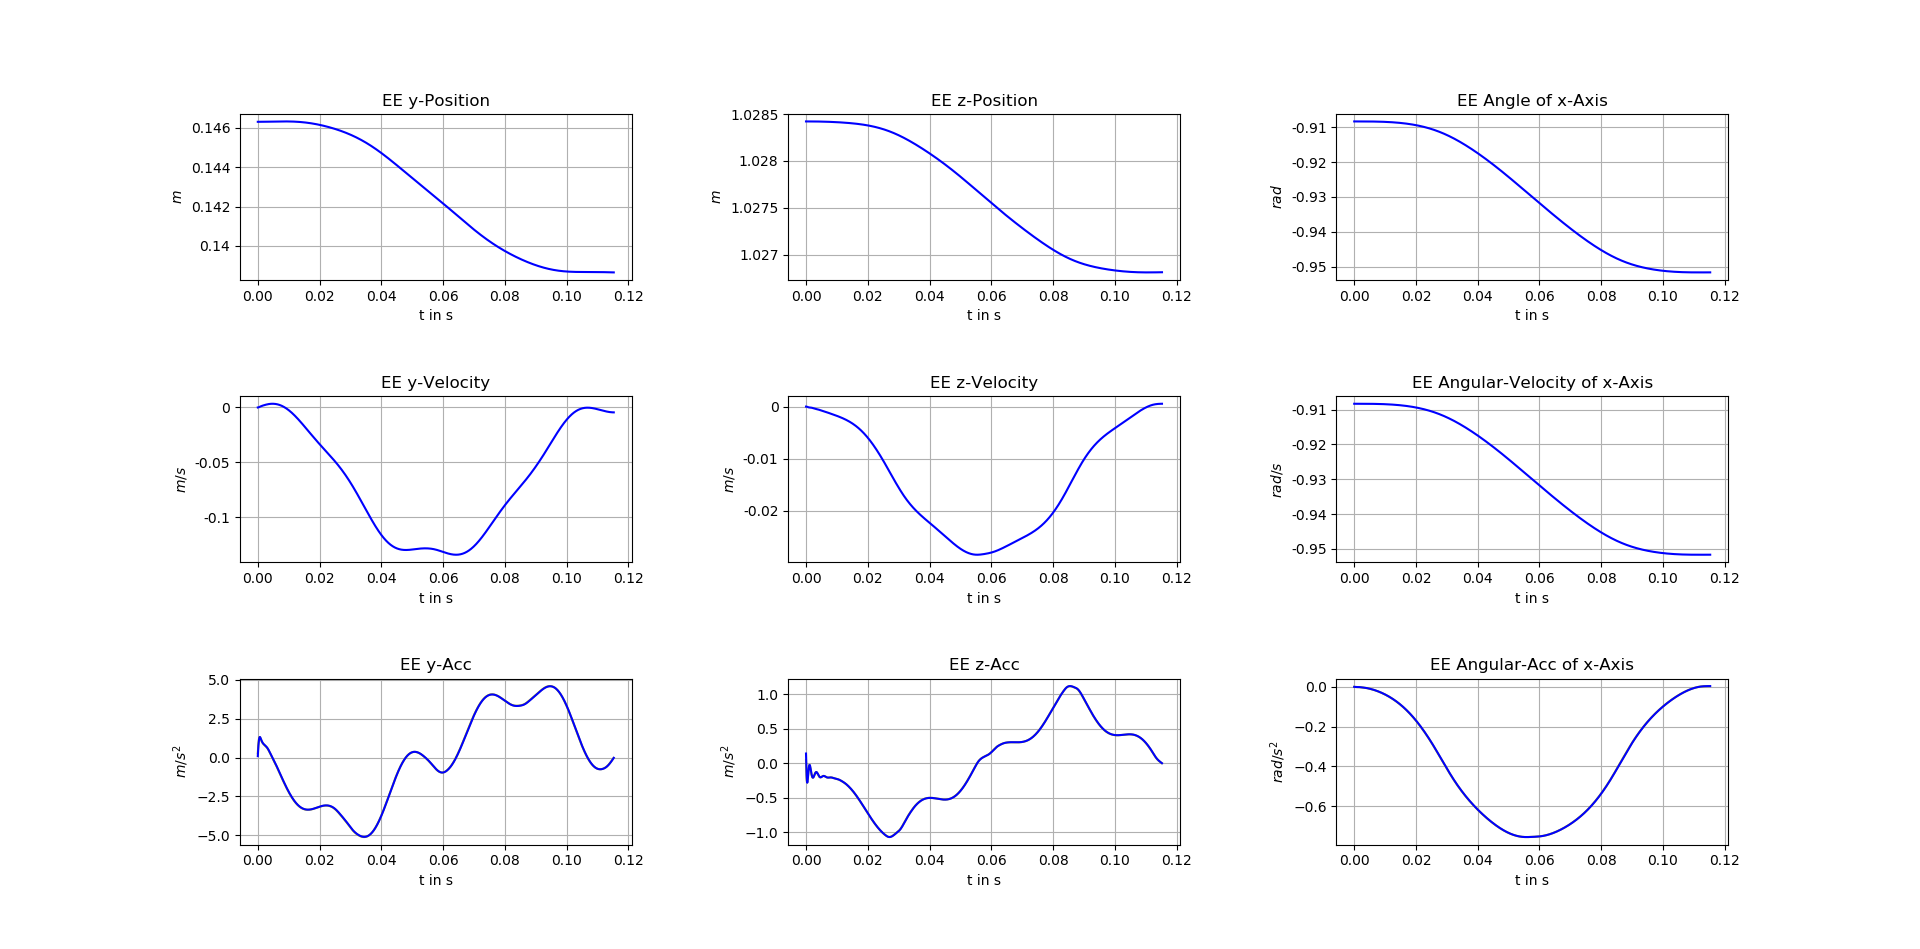 EE y-Position
EE z-Position
EE Angle of x-Axis
0.146
0.144
0.142
0.14
m
0.00 0.02 0.04 0.06 0.08 0.10 0.12
t in s
1.0285
1.028
1.0275
1.027
m
0.00 0.02 0.04 0.06 0.08 0.10 0.12
t in s
-0.91
-0.92
-0.93
-0.94
-0.95
rad
0.00 0.02 0.04 0.06 0.08 0.10 0.12
t in s
EE y-Velocity
EE z-Velocity
EE Angular-Velocity of x-Axis
0
-0.05
-0.1
m/s
0.00 0.02 0.04 0.06 0.08 0.10 0.12
t in s
0
-0.01
-0.02
m/s
0.00 0.02 0.04 0.06 0.08 0.10 0.12
t in s
-0.91
-0.92
-0.93
-0.94
-0.95
rad/s
0.00 0.02 0.04 0.06 0.08 0.10 0.12
t in s
EE y-Acc
EE z-Acc
EE Angular-Acc of x-Axis
5.0
2.5
0.0
−2.5
−5.0
m/s²
0.00 0.02 0.04 0.06 0.08 0.10 0.12
t in s
1.0
0.5
0.0
−0.5
−1.0
m/s²
0.00 0.02 0.04 0.06 0.08 0.10 0.12
t in s
0.0
−0.2
−0.4
−0.6
rad/s²
0.00 0.02 0.04 0.06 0.08 0.10 0.12
t in s